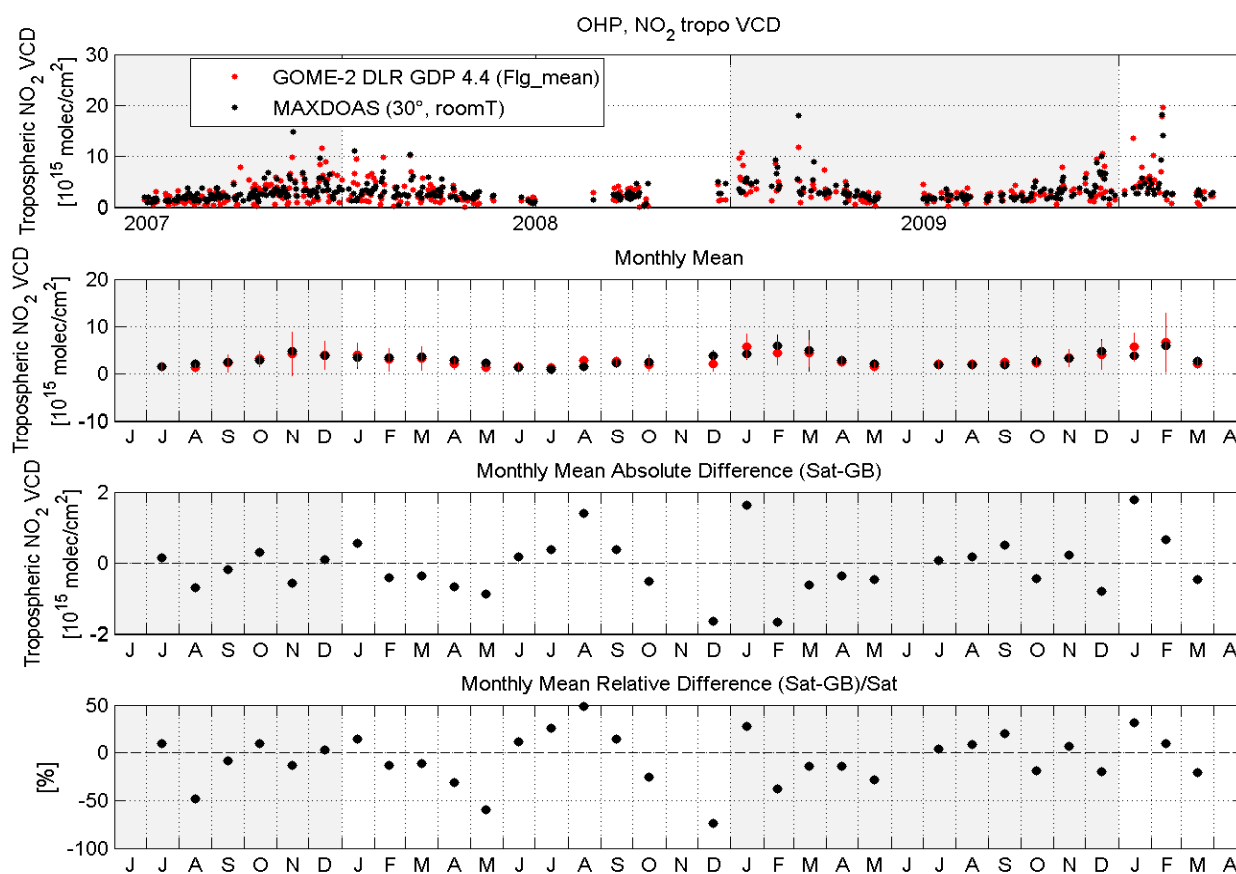 OHP, NO2 tropo VCD
Tropospheric NO2 VCD
[10^15 molec/cm^2]
30
20
10
0
GOME-2 DLR GDP 4.4 (Flg_mean)
MAXDOAS (30°, roomT)
2007 2008 2009
Monthly Mean
Tropospheric NO2 VCD
[10^15 molec/cm^2]
20
10
0
-10
J J A S O N D J F M A M J J A S O N D J F M A M J J A S O N D J F M A
Monthly Mean Absolute Difference (Sat-GB)
Tropospheric NO2 VCD
[10^15 molec/cm^2]
2
0
-2
J J A S O N D J F M A M J J A S O N D J F M A M J J A S O N D J F M A
Monthly Mean Relative Difference (Sat-GB)/Sat
[%]
50
0
-50
-100
J J A S O N D J F M A M J J A S O N D J F M A M J J A S O N D J F M A